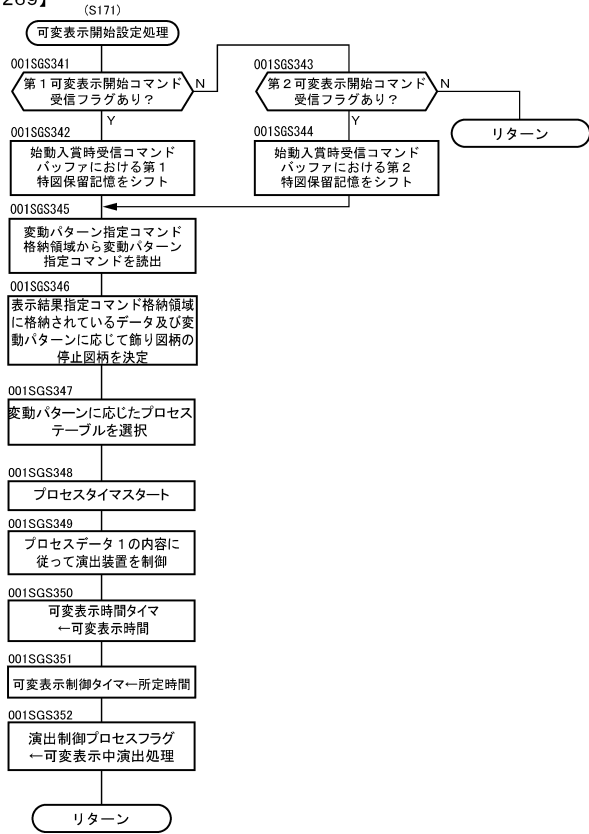 (S171)
可変表示開始設定処理
001SGS341
第１可変表示開始コマンド
受信フラグあり？
N
Y
001SGS343
第２可変表示開始コマンド
受信フラグあり？
N
Y
リターン
001SGS342
始動入賞時受信コマンド
バッファにおける第１
特図保留記憶をシフト
001SGS344
始動入賞時受信コマンド
バッファにおける第２
特図保留記憶をシフト
001SGS345
変動パターン指定コマンド
格納領域から変動パターン
指定コマンドを読出
001SGS346
表示結果指定コマンド格納領域
に格納されているデータ及び変
動パターンに応じて飾り図柄の
停止図柄を決定
001SGS347
変動パターンに応じたプロセス
テーブルを選択
001SGS348
プロセスタイマスタート
001SGS349
プロセスデータ１の内容に
従って演出装置を制御
001SGS350
可変表示時間タイマ
←可変表示時間
001SGS351
可変表示制御タイマ←所定時間
001SGS352
演出制御プロセスフラグ
←可変表示中演出処理
リターン